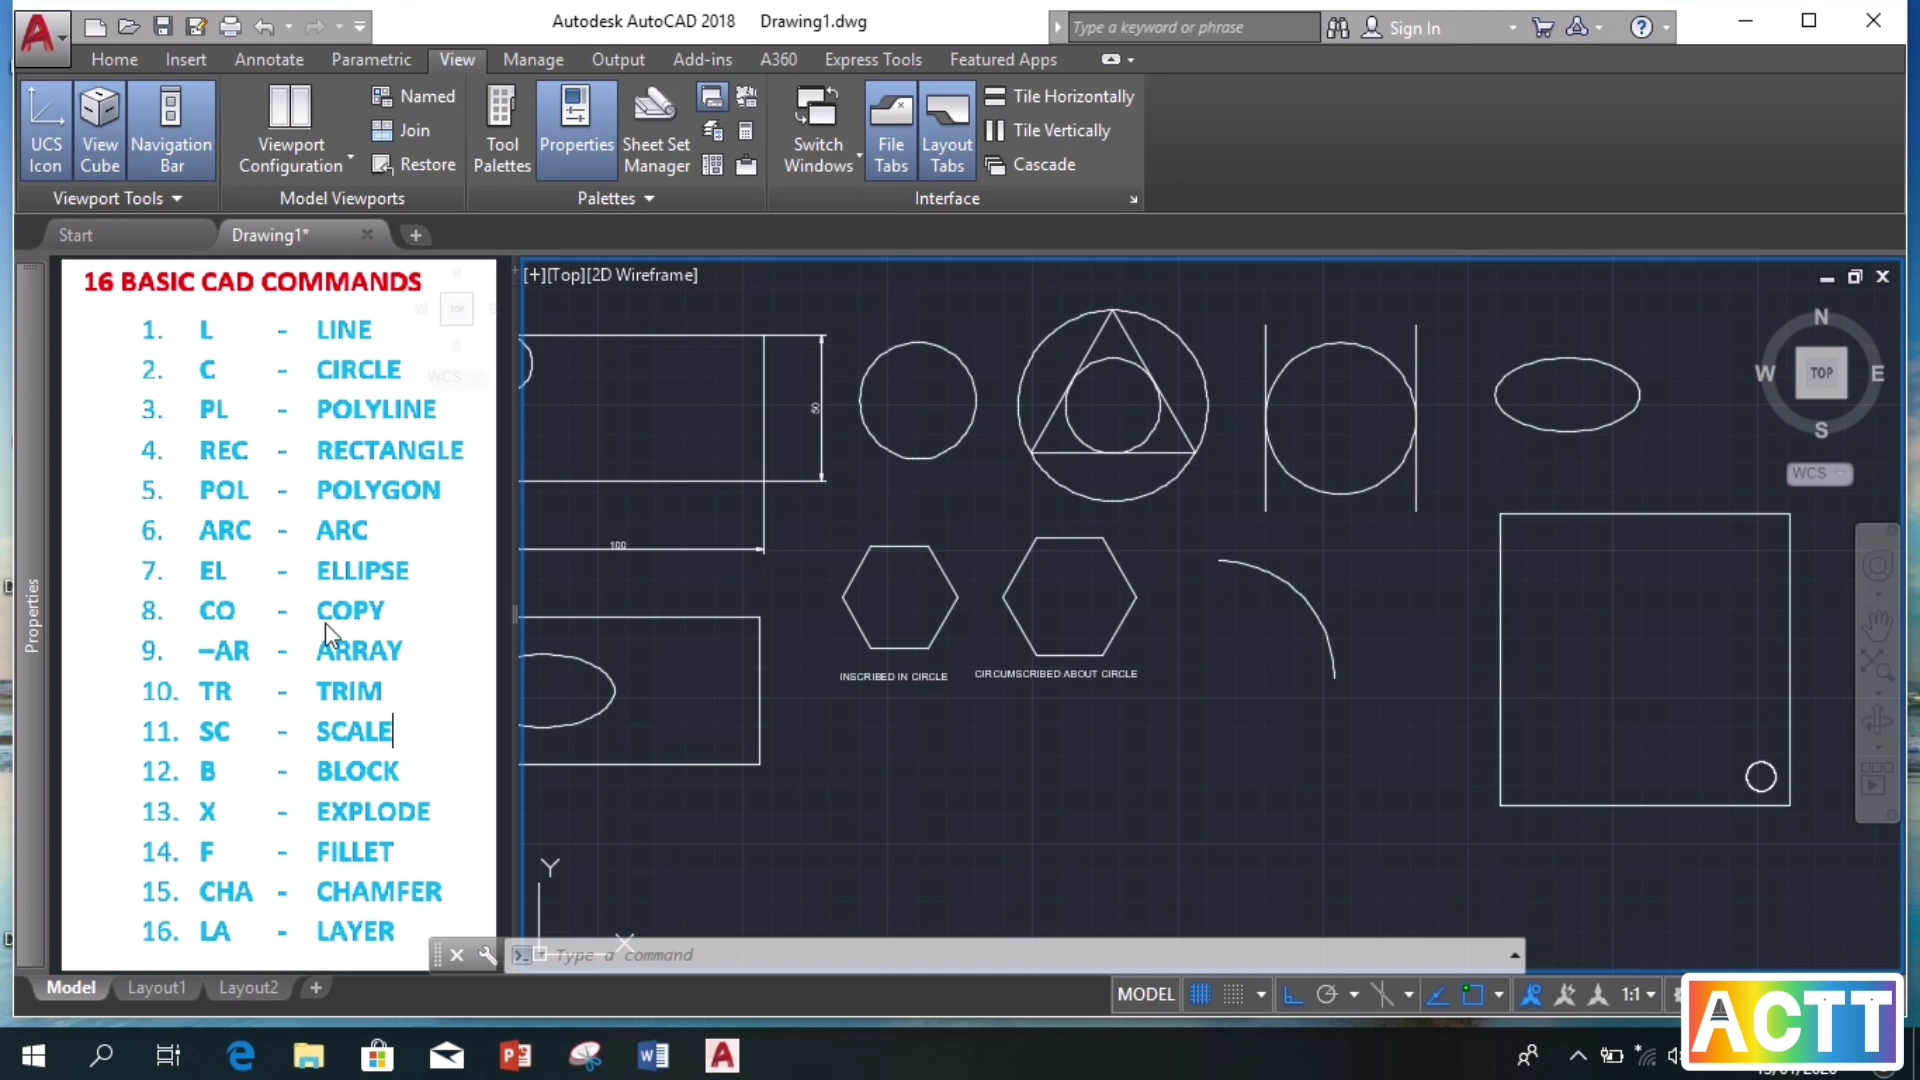 Autodesk AutoCAD 2018 Drawing1.dwg
Type a keyword or phrase
Sign In
Home Insert Annotate Parametric View Manage Output Add-ins A360 Express Tools Featured Apps
UCS Icon
View Cube
Navigation Bar
Viewport Configuration
Named
Join
Restore
Tool Palettes
Properties
Sheet Set Manager
Switch Windows
File Tabs
Layout Tabs
Tile Horizontally
Tile Vertically
Cascade
Viewport Tools Model Viewports Palettes Interface
Start Drawing1*
Properties
16 BASIC CAD COMMANDS
1. L - LINE
2. C - CIRCLE
3. PL - POLYLINE
4. REC - RECTANGLE
5. POL - POLYGON
6. ARC - ARC
7. EL - ELLIPSE
8. CO - COPY
9. –AR - ARRAY
10. TR - TRIM
11. SC - SCALE
12. B - BLOCK
13. X - EXPLODE
14. F - FILLET
15. CHA - CHAMFER
16. LA - LAYER
TOP
WCS
[+][Top][2D Wireframe]
50
100
INSCRIBED IN CIRCLE
CIRCUMSCRIBED ABOUT CIRCLE
N
W TOP E
S
WCS
Y
X
Type a command
Model Layout1 Layout2
MODEL
1:1
ACTT